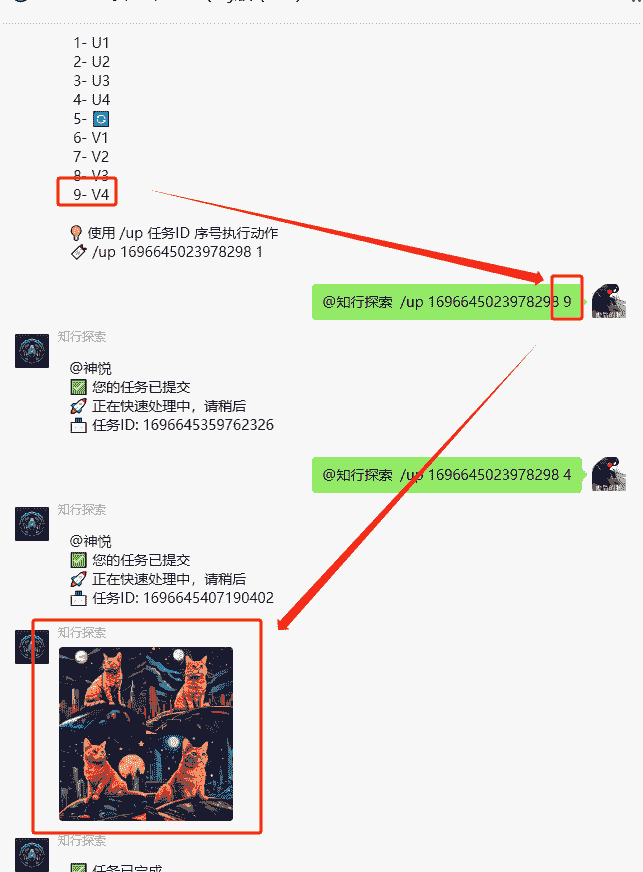 1- U1
2- U2
3- U3
4- U4
5-
6- V1
7- V2
8- V3
9- V4
使用 /up 任务ID 序号执行动作
/up 1696645023978298 1
@知行探索 /up 1696645023978298 9
知行探索
@神悦
您的任务已提交
正在快速处理中，请稍后
任务ID: 1696645359762326
@知行探索 /up 1696645023978298 4
知行探索
@神悦
您的任务已提交
正在快速处理中，请稍后
任务ID: 1696645407190402
知行探索
知行探索
任务已完成